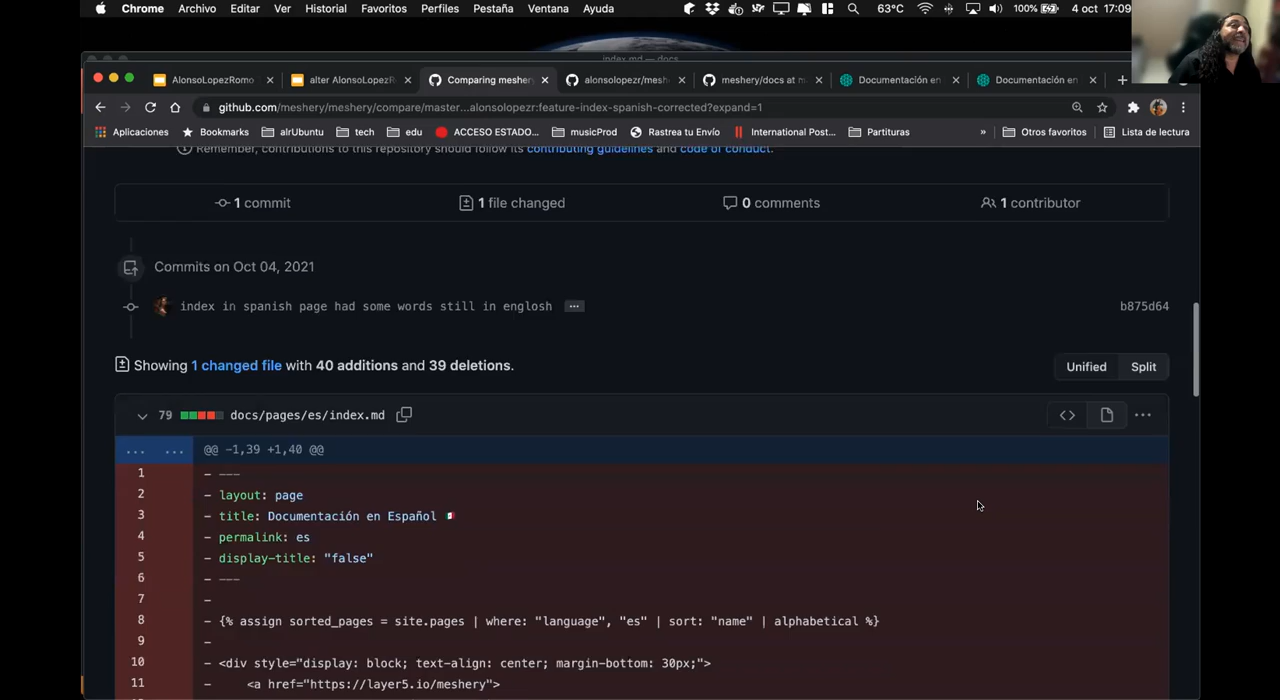 Chrome Archivo Editar Ver Historial Favoritos Perfiles Pestaña Ventana Ayuda 63°C 100% 4 oct 17:09
index.md — docs
AlonsoLopezRomo alter AlonsoLopezR Comparing meshery alonsolopezr/mesh meshery/docs at m Documentación en Documentación en
github.com/meshery/meshery/compare/master...alonsolopezr:feature-index-spanish-corrected?expand=1
Aplicaciones Bookmarks alrUbuntu tech edu ACCESO ESTADO... musicProd Rastrea tu Envío International Post... Partituras » Otros favoritos Lista de lectura
Remember, contributions to this repository should follow its contributing guidelines and code of conduct.
1 commit 1 file changed 0 comments 1 contributor
Commits on Oct 04, 2021
index in spanish page had some words still in englosh ... b875d64
Showing 1 changed file with 40 additions and 39 deletions. Unified Split
79 docs/pages/es/index.md
... ... @@ -1,39 +1,40 @@
1 - ---
2 - layout: page
3 - title: Documentación en Español 🇲🇽
4 - permalink: es
5 - display-title: "false"
6 - ---
7 -
8 - {% assign sorted_pages = site.pages | where: "language", "es" | sort: "name" | alphabetical %}
9 -
10 - <div style="display: block; text-align: center; margin-bottom: 30px;">
11 - <a href="https://layer5.io/meshery">